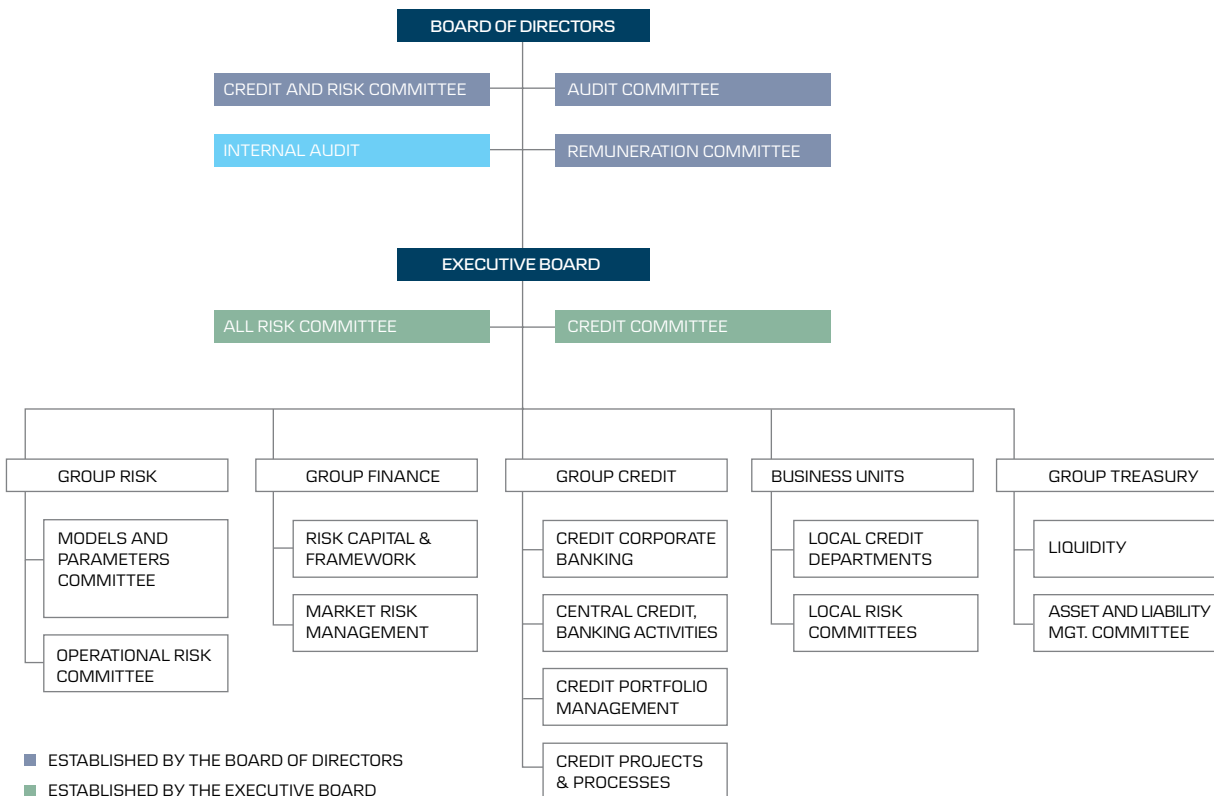 BOARD OF DIRECTORS
CREDIT AND RISK COMMITTEE
AUDIT COMMITTEE
INTERNAL AUDIT
REMUNERATION COMMITTEE
EXECUTIVE BOARD
ALL RISK COMMITTEE
CREDIT COMMITTEE
GROUP RISK
MODELS AND
PARAMETERS
COMMITTEE
OPERATIONAL RISK
COMMITTEE
GROUP FINANCE
RISK CAPITAL &
FRAMEWORK
MARKET RISK
MANAGEMENT
GROUP CREDIT
CREDIT CORPORATE
BANKING
CENTRAL CREDIT,
BANKING ACTIVITIES
CREDIT PORTFOLIO
MANAGEMENT
CREDIT PROJECTS
& PROCESSES
BUSINESS UNITS
LOCAL CREDIT
DEPARTMENTS
LOCAL RISK
COMMITTEES
GROUP TREASURY
LIQUIDITY
ASSET AND LIABILITY
MGT. COMMITTEE
ESTABLISHED BY THE BOARD OF DIRECTORS
ESTABLISHED BY THE EXECUTIVE BOARD